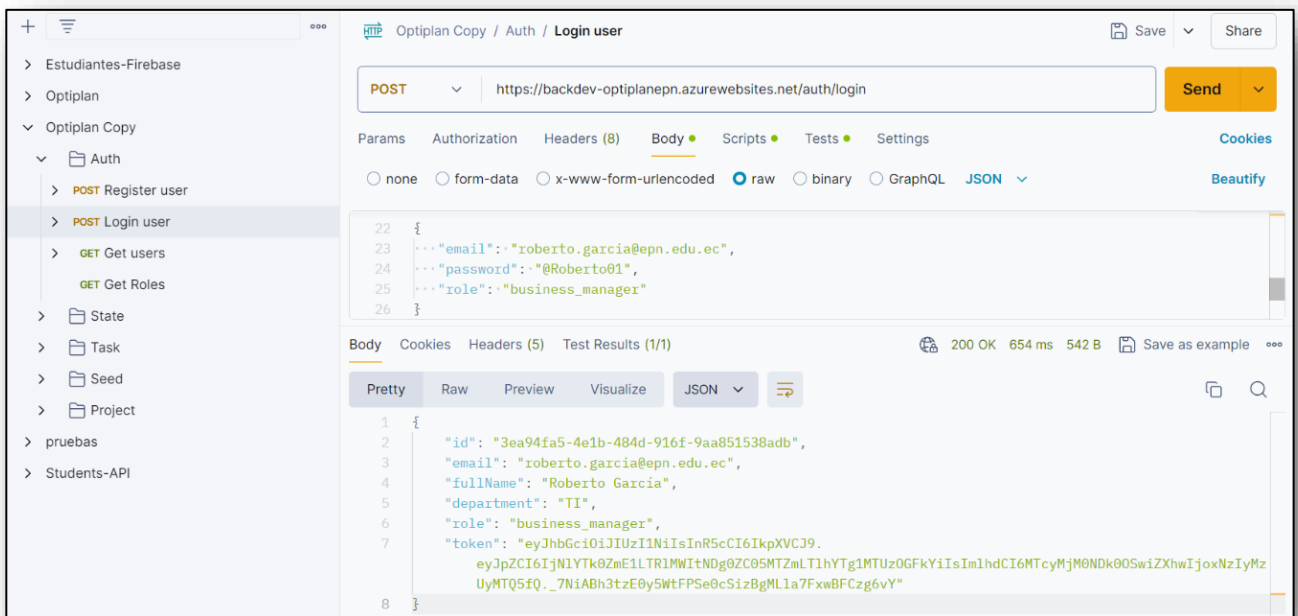 Optiplan Copy / Auth / Login user
Save
Share
Estudiantes-Firebase
Optiplan
Optiplan Copy
Auth
POST Register user
POST Login user
GET Get users
GET Get Roles
State
Task
Seed
Project
pruebas
Students-API
POST https://backdev-optiplanepn.azurewebsites.net/auth/login
Send
Params Authorization Headers (8) Body Scripts Tests Settings Cookies
none form-data x-www-form-urlencoded raw binary GraphQL JSON Beautify
22 {
23 ····"email":·"roberto.garcia@epn.edu.ec",
24 ····"password":·"@Roberto01",
25 ····"role":·"business_manager"
26 }
Body Cookies Headers (5) Test Results (1/1) 200 OK 654 ms 542 B Save as example
Pretty Raw Preview Visualize JSON
1 {
2 "id": "3ea94fa5-4e1b-484d-916f-9aa851538adb",
3 "email": "roberto.garcia@epn.edu.ec",
4 "fullName": "Roberto García",
5 "department": "TI",
6 "role": "business_manager",
7 "token": "eyJhbGciOiJIUzI1NiIsInR5cCI6IkpXVCJ9.
eyJpZCI6IjNlYTk0ZmE1LTRlMWItNDg0ZC05MTZmLTlhYTg1MTUzOGFkYiIsImlhdCI6MTcyMjM0NDk0OSwiZXhwIjoxNzIyMz
UyMTQ5fQ._7NiABh3tzE0y5WtFPSe0cSizBgMLla7FxwBFCzg6vY"
8 }